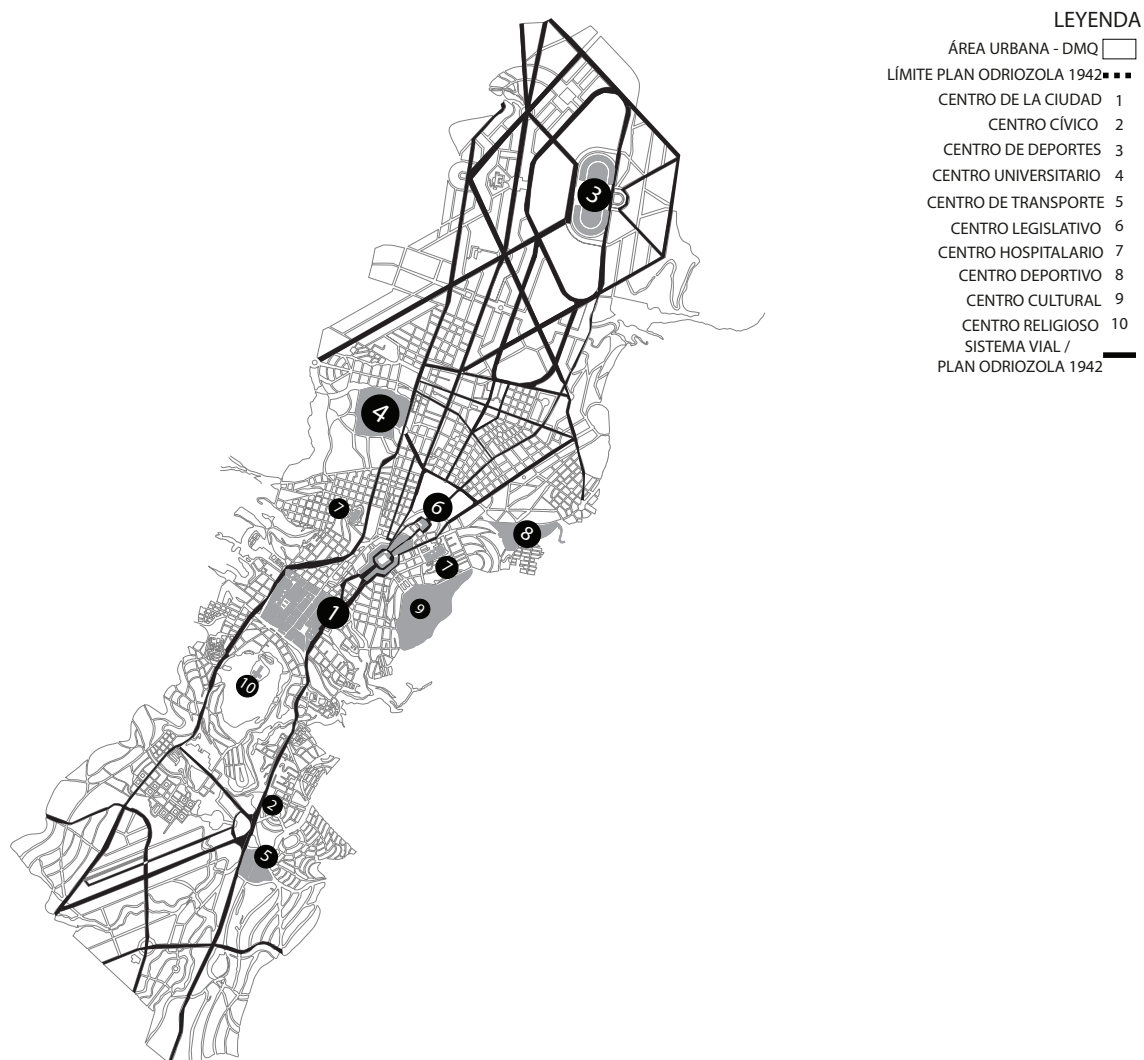 LEYENDA
ÁREA URBANA - DMQ
LÍMITE PLAN ODRIOZOLA 1942
CENTRO DE LA CIUDAD 1
CENTRO CÍVICO 2
CENTRO DE DEPORTES 3
CENTRO UNIVERSITARIO 4
CENTRO DE TRANSPORTE 5
CENTRO LEGISLATIVO 6
CENTRO HOSPITALARIO 7
CENTRO DEPORTIVO 8
CENTRO CULTURAL 9
CENTRO RELIGIOSO 10
SISTEMA VIAL /
PLAN ODRIOZOLA 1942
3
4
7
6
8
7
9
1
10
2
5